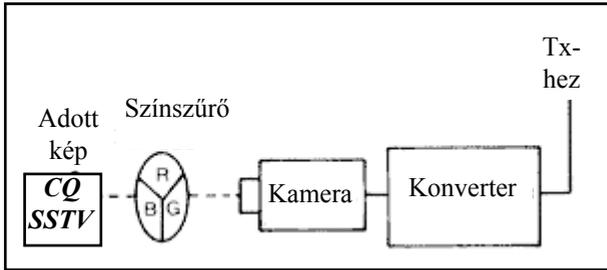 Tx-
hez
Színszűrő
Adott
kép
CQ
SSTV
R
B G
Kamera
Konverter